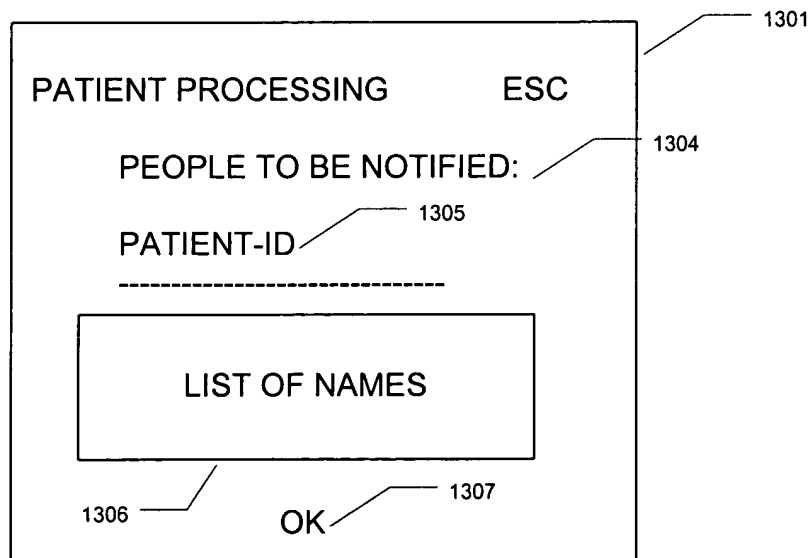 1301
PATIENT PROCESSING ESC
1304
PEOPLE TO BE NOTIFIED:
1305
PATIENT-ID
------------------------------
LIST OF NAMES
1306
1307
OK